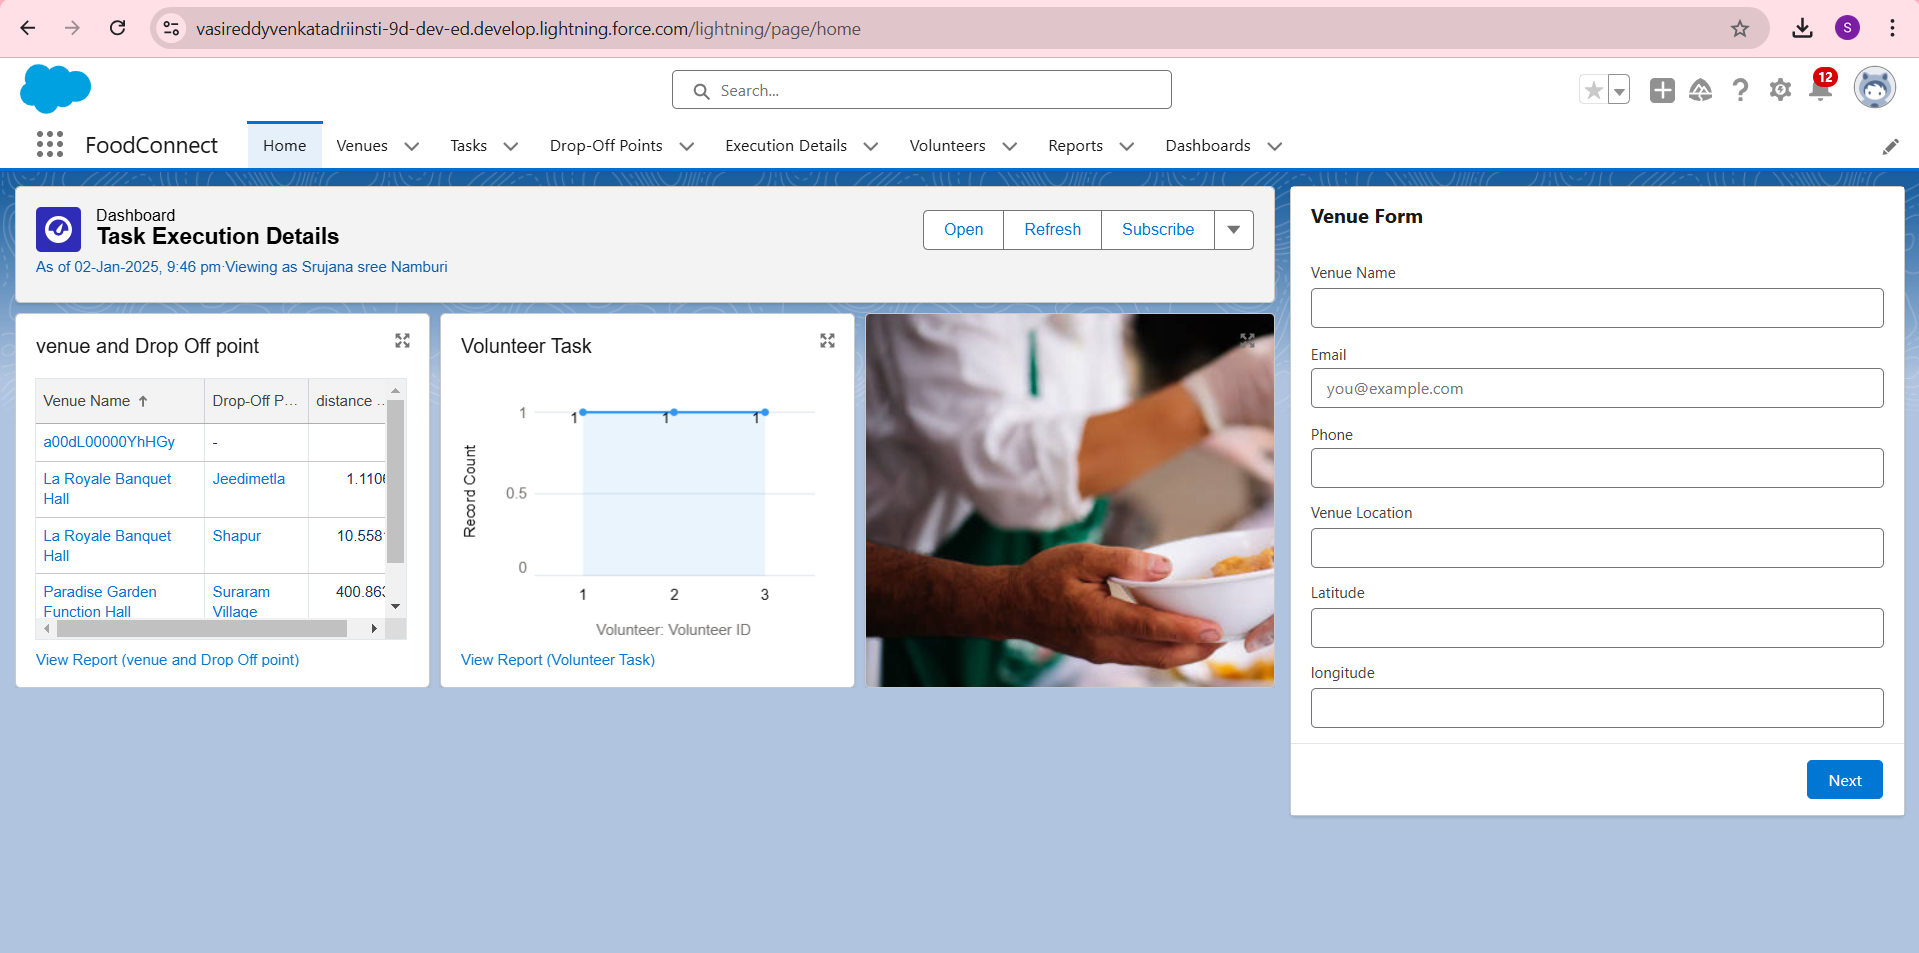 vasireddyvenkatadriinsti-9d-dev-ed.develop.lightning.force.com/lightning/page/home
S
Search...
12
FoodConnect
Home
Venues
Tasks
Drop-Off Points
Execution Details
Volunteers
Reports
Dashboards
Dashboard
Task Execution Details
As of 02-Jan-2025, 9:46 pm·Viewing as Srujana sree Namburi
Open
Refresh
Subscribe
venue and Drop Off point
Venue Name
Drop-Off P...
distance ...
a00dL00000YhHGy
-
La Royale Banquet
Hall
Jeedimetla
1.110
La Royale Banquet
Hall
Shapur
10.558
Paradise Garden
Function Hall
Suraram
Village
400.86
View Report (venue and Drop Off point)
Volunteer Task
Record Count
1
0.5
0
1
1
1
1
2
3
Volunteer: Volunteer ID
View Report (Volunteer Task)
Venue Form
Venue Name
Email
you@example.com
Phone
Venue Location
Latitude
longitude
Next